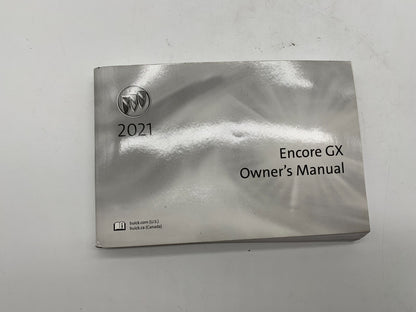 2021
Encore GX
Owner's Manual
buick.com (U.S.)
buick.ca (Canada)